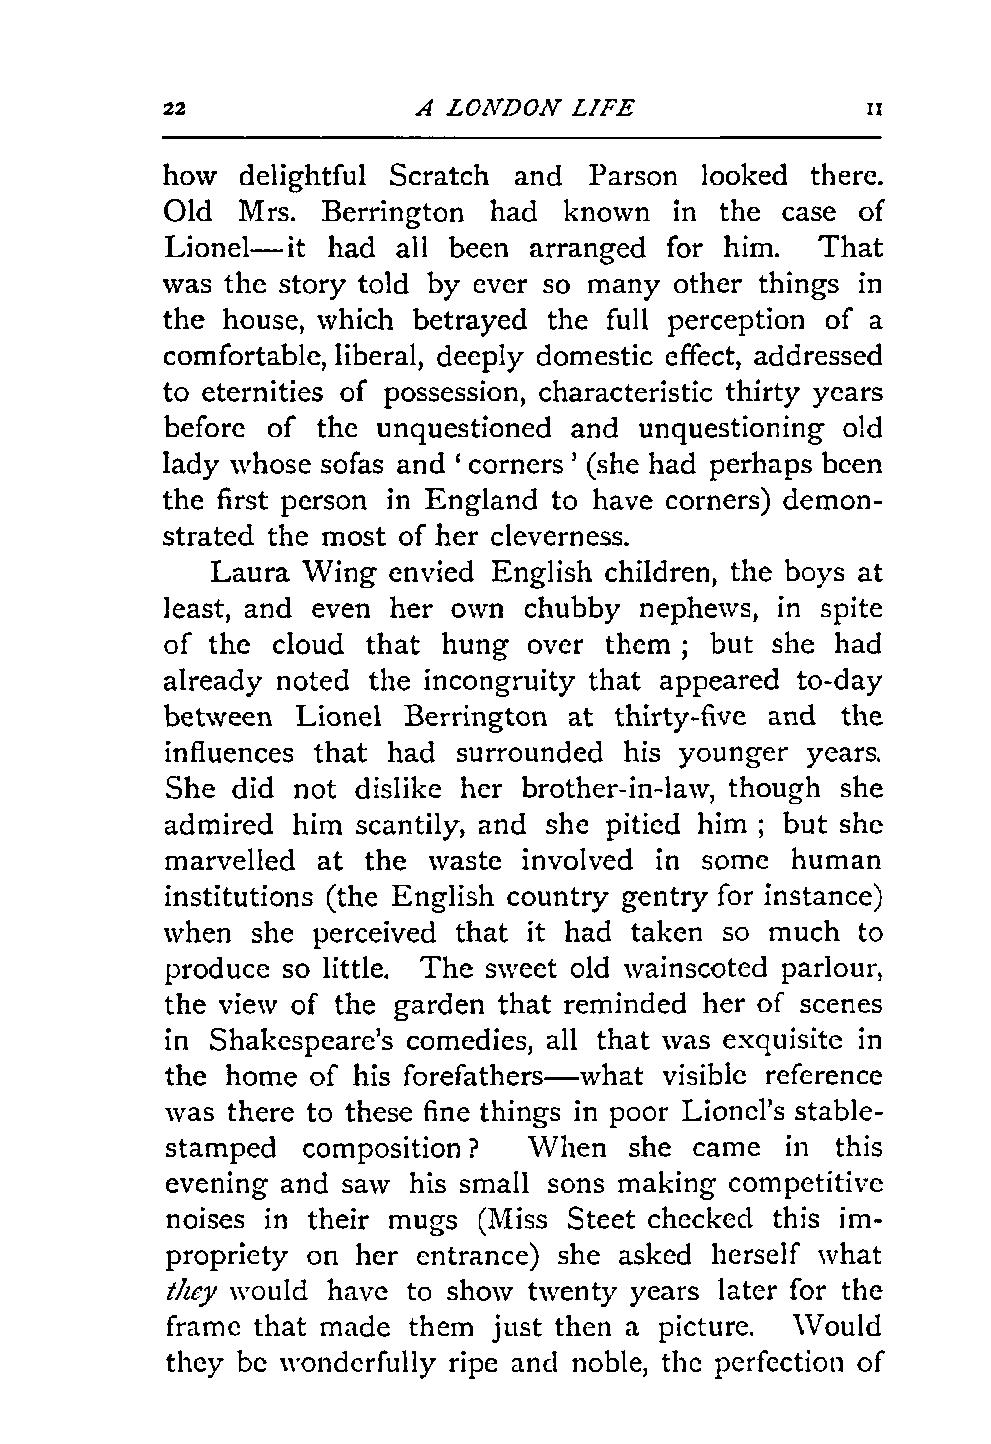 22 A LONDON LIFE II
how delightful Scratch and Parson looked there.
Old Mrs. Berrington had known in the case of
Lionel—it had all been arranged for him. That
was the story told by ever so many other things in
the house, which betrayed the full perception of a
comfortable, liberal, deeply domestic effect, addressed
to eternities of possession, characteristic thirty years
before of the unquestioned and unquestioning old
lady whose sofas and ‘ corners ’ (she had perhaps been
the first person in England to have corners) demon-
strated the most of her cleverness.
Laura Wing envied English children, the boys at
least, and even her own chubby nephews, in spite
of the cloud that hung over them ; but she had
already noted the incongruity that appeared to-day
between Lionel Berrington at thirty-five and the
influences that had surrounded his younger years.
She did not dislike her brother-in-law, though she
admired him scantily, and she pitied him ; but she
marvelled at the waste involved in some human
institutions (the English country gentry for instance)
when she perceived that it had taken so much to
produce so little. The sweet old wainscoted parlour,
the view of the garden that reminded her of scenes
in Shakespeare's comedies, all that was exquisite in
the home of his forefathers—what visible reference
was there to these fine things in poor Lionel's stable-
stamped composition ? When she came in this
evening and saw his small sons making competitive
noises in their mugs (Miss Steet checked this im-
propriety on her entrance) she asked herself what
they would have to show twenty years later for the
frame that made them just then a picture. Would
they be wonderfully ripe and noble, the perfection of